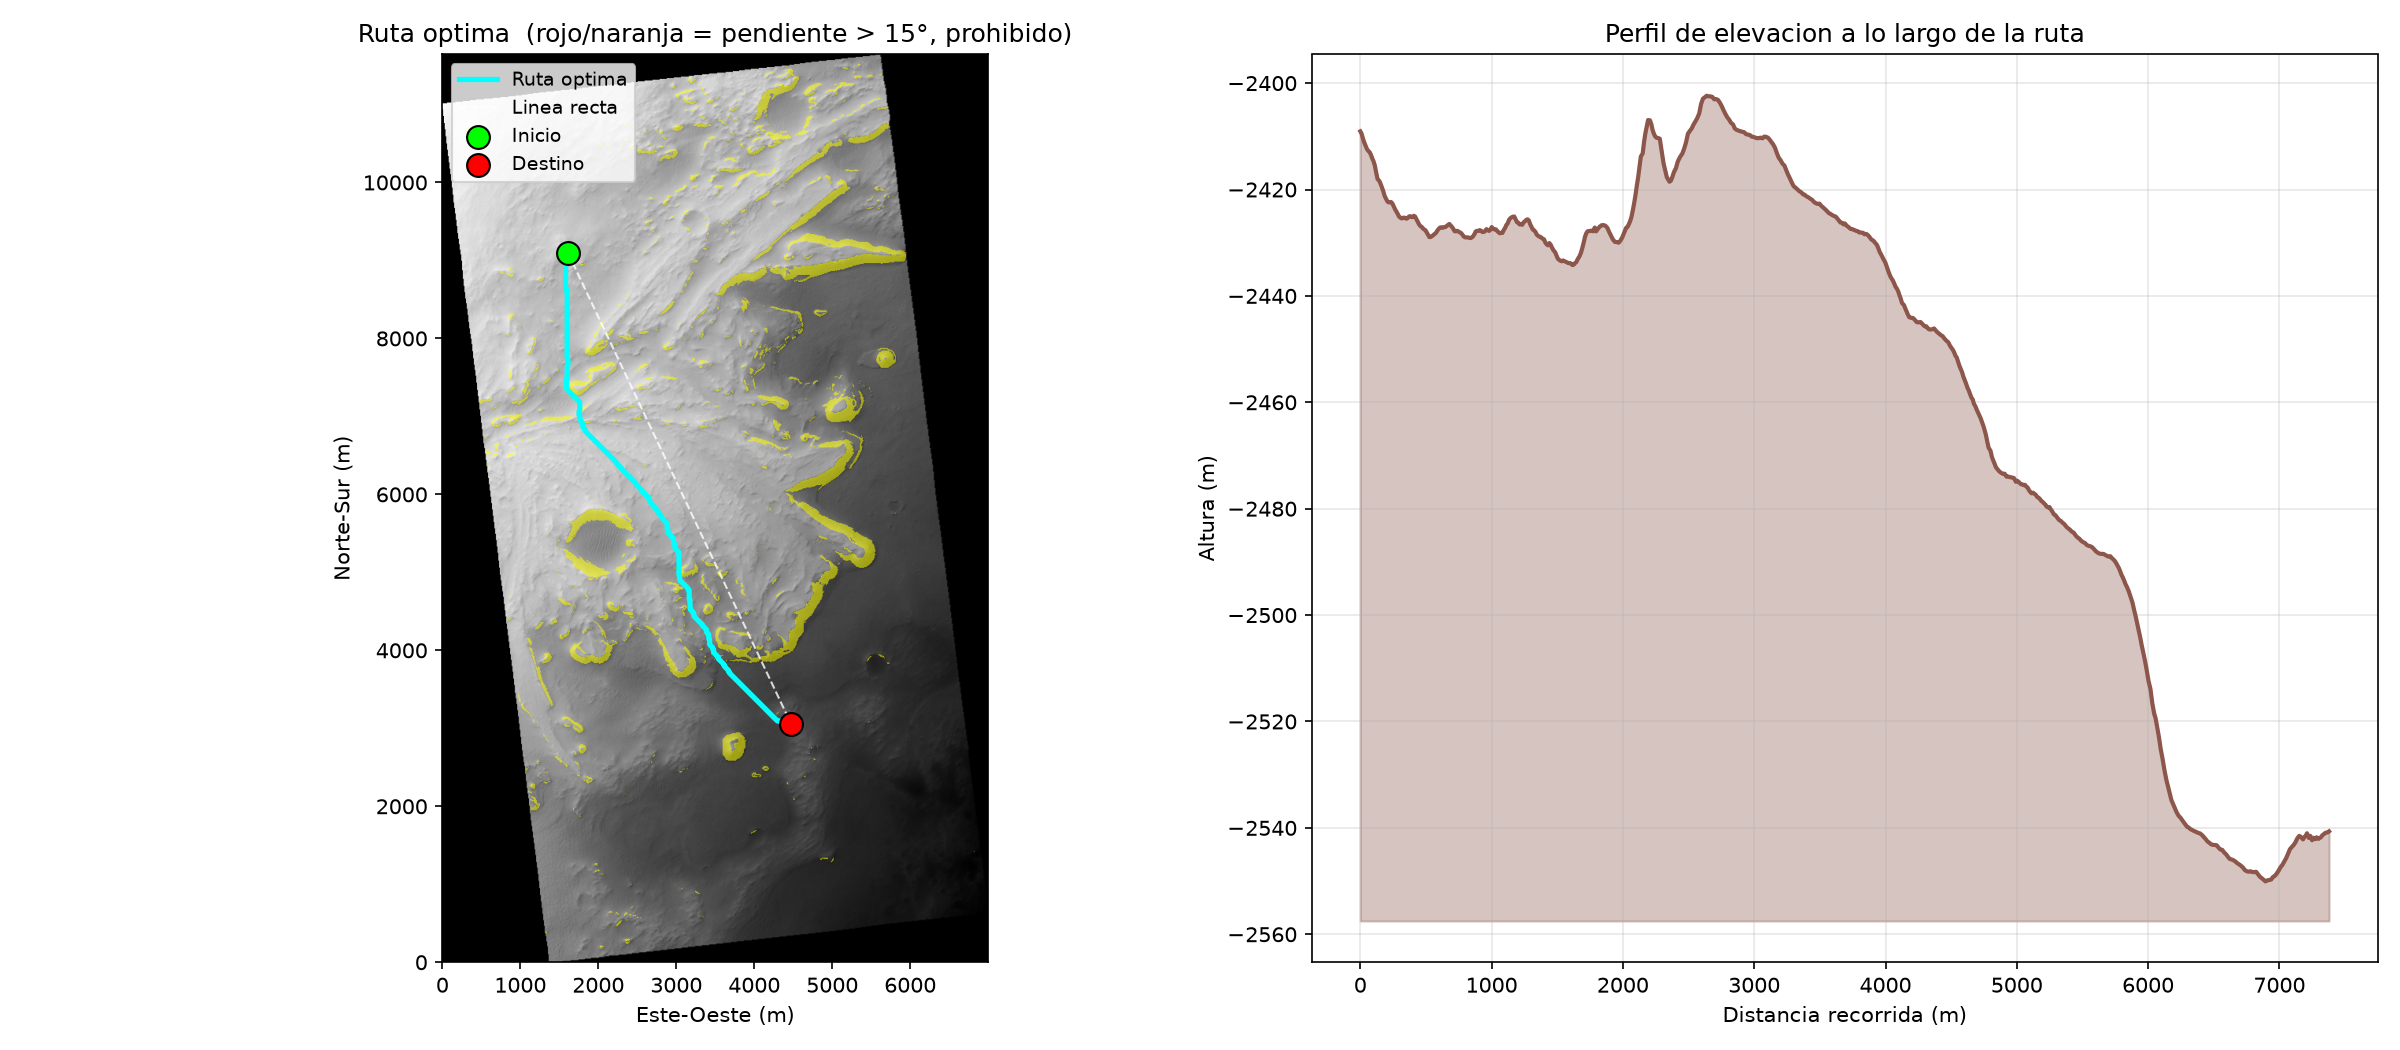 Ruta optima  (rojo/naranja = pendiente > 15°, prohibido)
Ruta optima
Linea recta
Inicio
Destino
10000
8000
6000
4000
2000
0
Norte-Sur (m)
0 1000 2000 3000 4000 5000 6000
Este-Oeste (m)
Perfil de elevacion a lo largo de la ruta
−2400
−2420
−2440
−2460
−2480
−2500
−2520
−2540
−2560
Altura (m)
0 1000 2000 3000 4000 5000 6000 7000
Distancia recorrida (m)